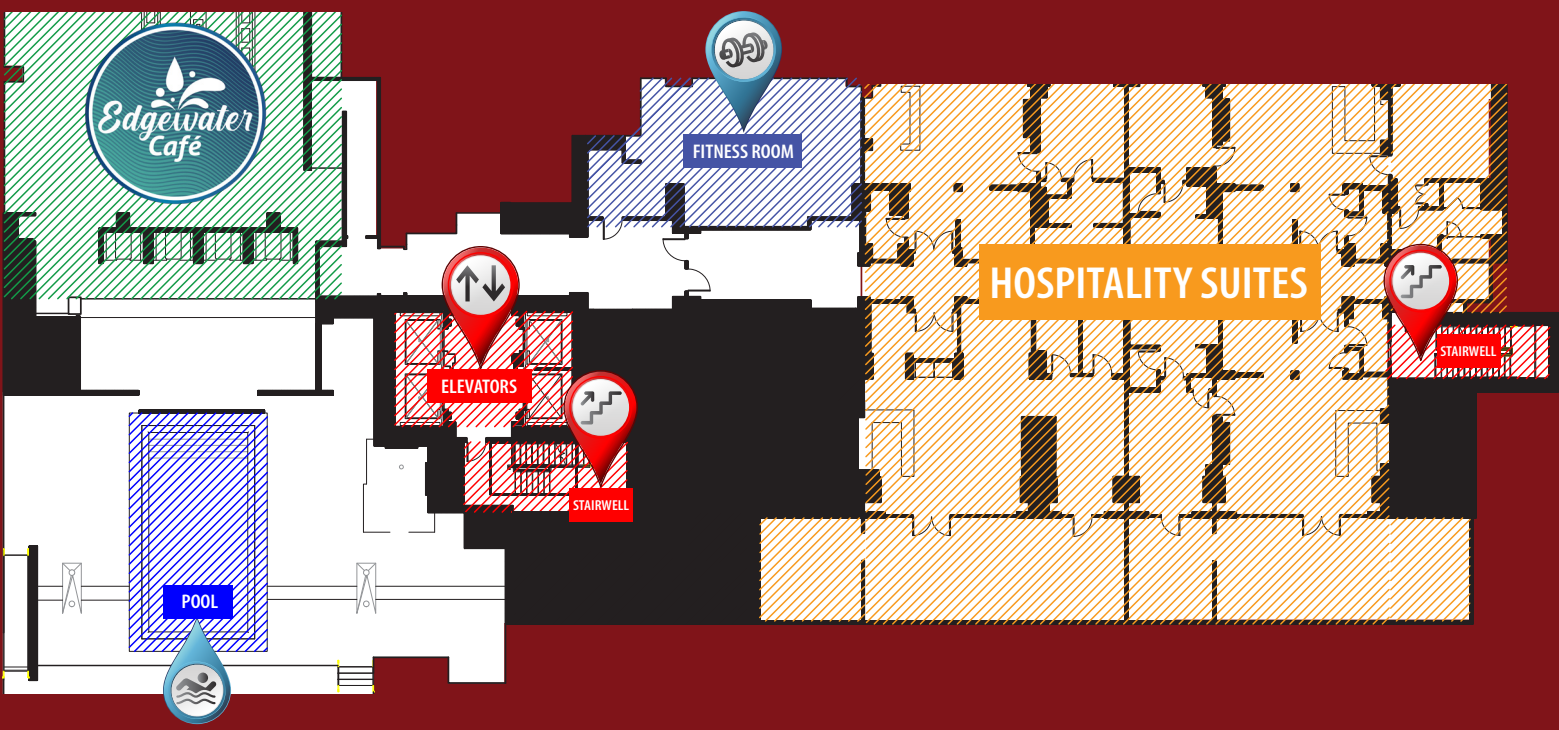 Edgewater
Café
FITNESS ROOM
HOSPITALITY SUITES
STAIRWELL
ELEVATORS
STAIRWELL
POOL